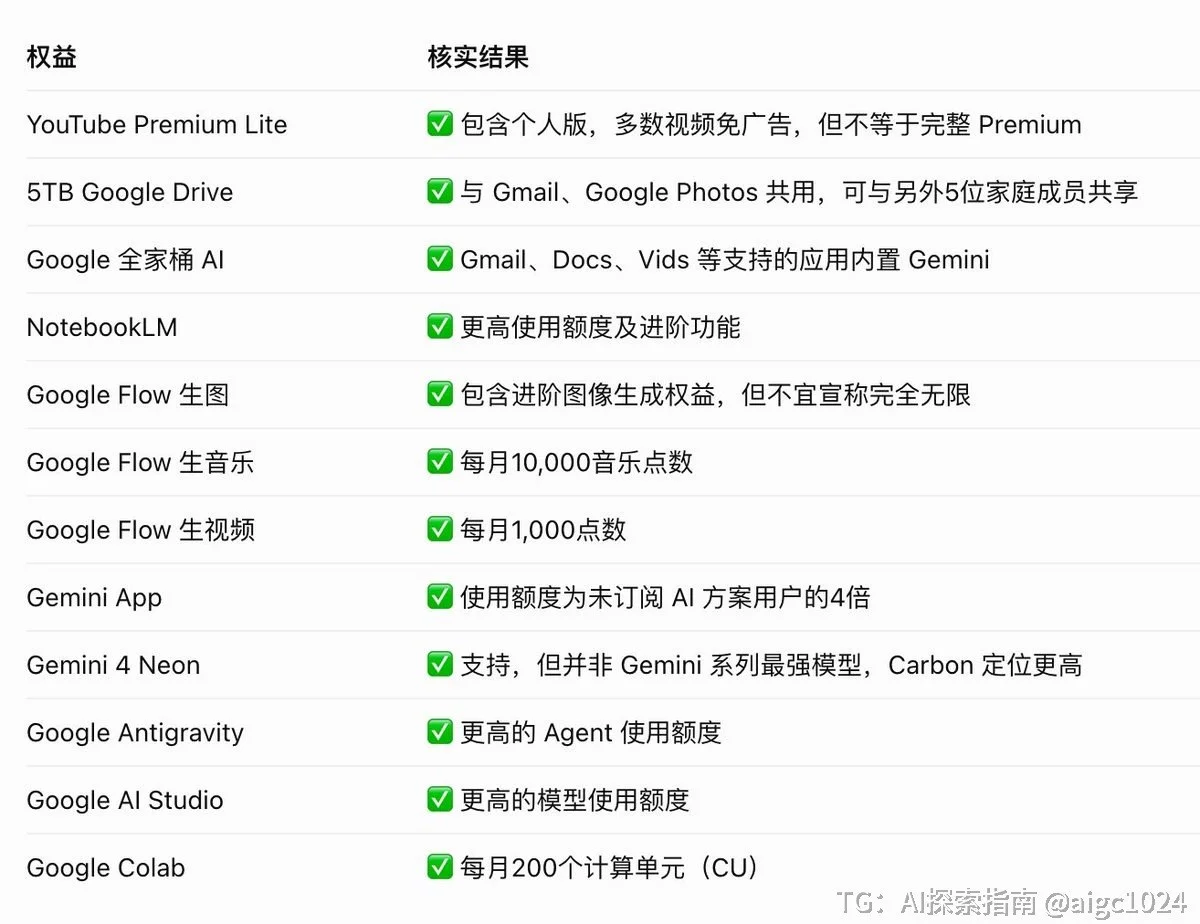 权益 核实结果
YouTube Premium Lite ✅ 包含个人版，多数视频免广告，但不等于完整 Premium
5TB Google Drive ✅ 与 Gmail、Google Photos 共用，可与另外5位家庭成员共享
Google 全家桶 AI ✅ Gmail、Docs、Vids 等支持的应用内置 Gemini
NotebookLM ✅ 更高使用额度及进阶功能
Google Flow 生图 ✅ 包含进阶图像生成权益，但不宜宣称完全无限
Google Flow 生音乐 ✅ 每月10,000音乐点数
Google Flow 生视频 ✅ 每月1,000点数
Gemini App ✅ 使用额度为未订阅 AI 方案用户的4倍
Gemini 4 Neon ✅ 支持，但并非 Gemini 系列最强模型，Carbon 定位更高
Google Antigravity ✅ 更高的 Agent 使用额度
Google AI Studio ✅ 更高的模型使用额度
Google Colab ✅ 每月200个计算单元（CU）
TG：AI探索指南 @aigc1024